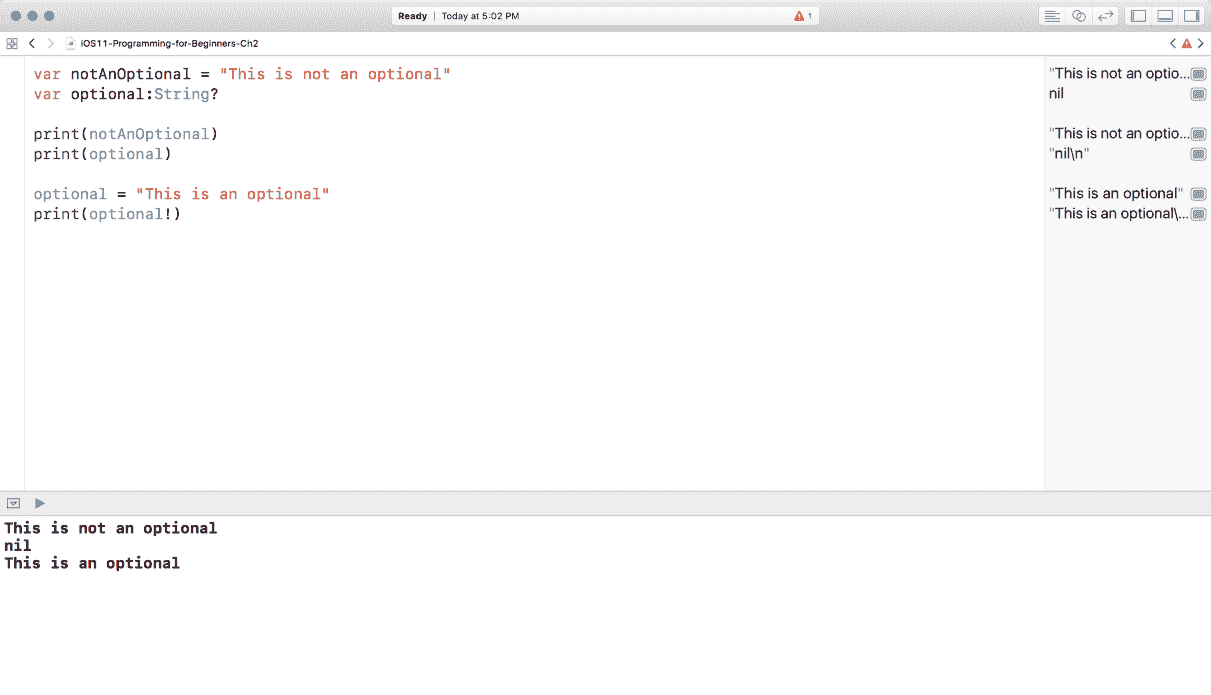 Ready | Today at 5:02 PM 1
iOS11-Programming-for-Beginners-Ch2
var notAnOptional = "This is not an optional"
var optional:String?
print(notAnOptional)
print(optional)
optional = "This is an optional"
print(optional!)
"This is not an optio...
nil
"This is not an optio...
"nil\n"
"This is an optional"
"This is an optional\...
This is not an optional
nil
This is an optional